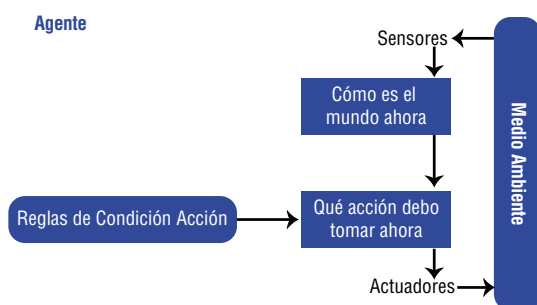 Agente
Sensores
Cómo es el
mundo ahora
Medio Ambiente
Reglas de Condición Acción
Qué acción debo
tomar ahora
Actuadores